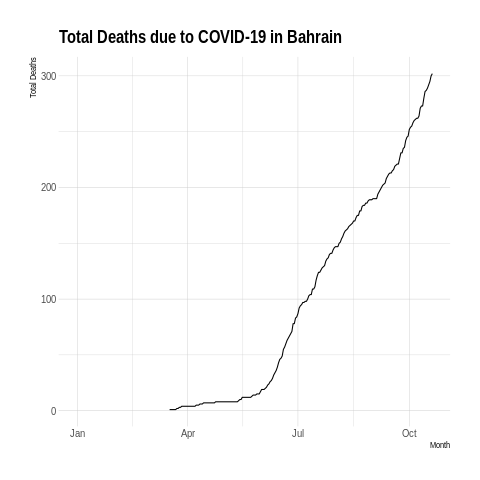 Total Deaths due to COVID-19 in Bahrain
Total Deaths
300
200
100
0
Jan Apr Jul Oct
Month